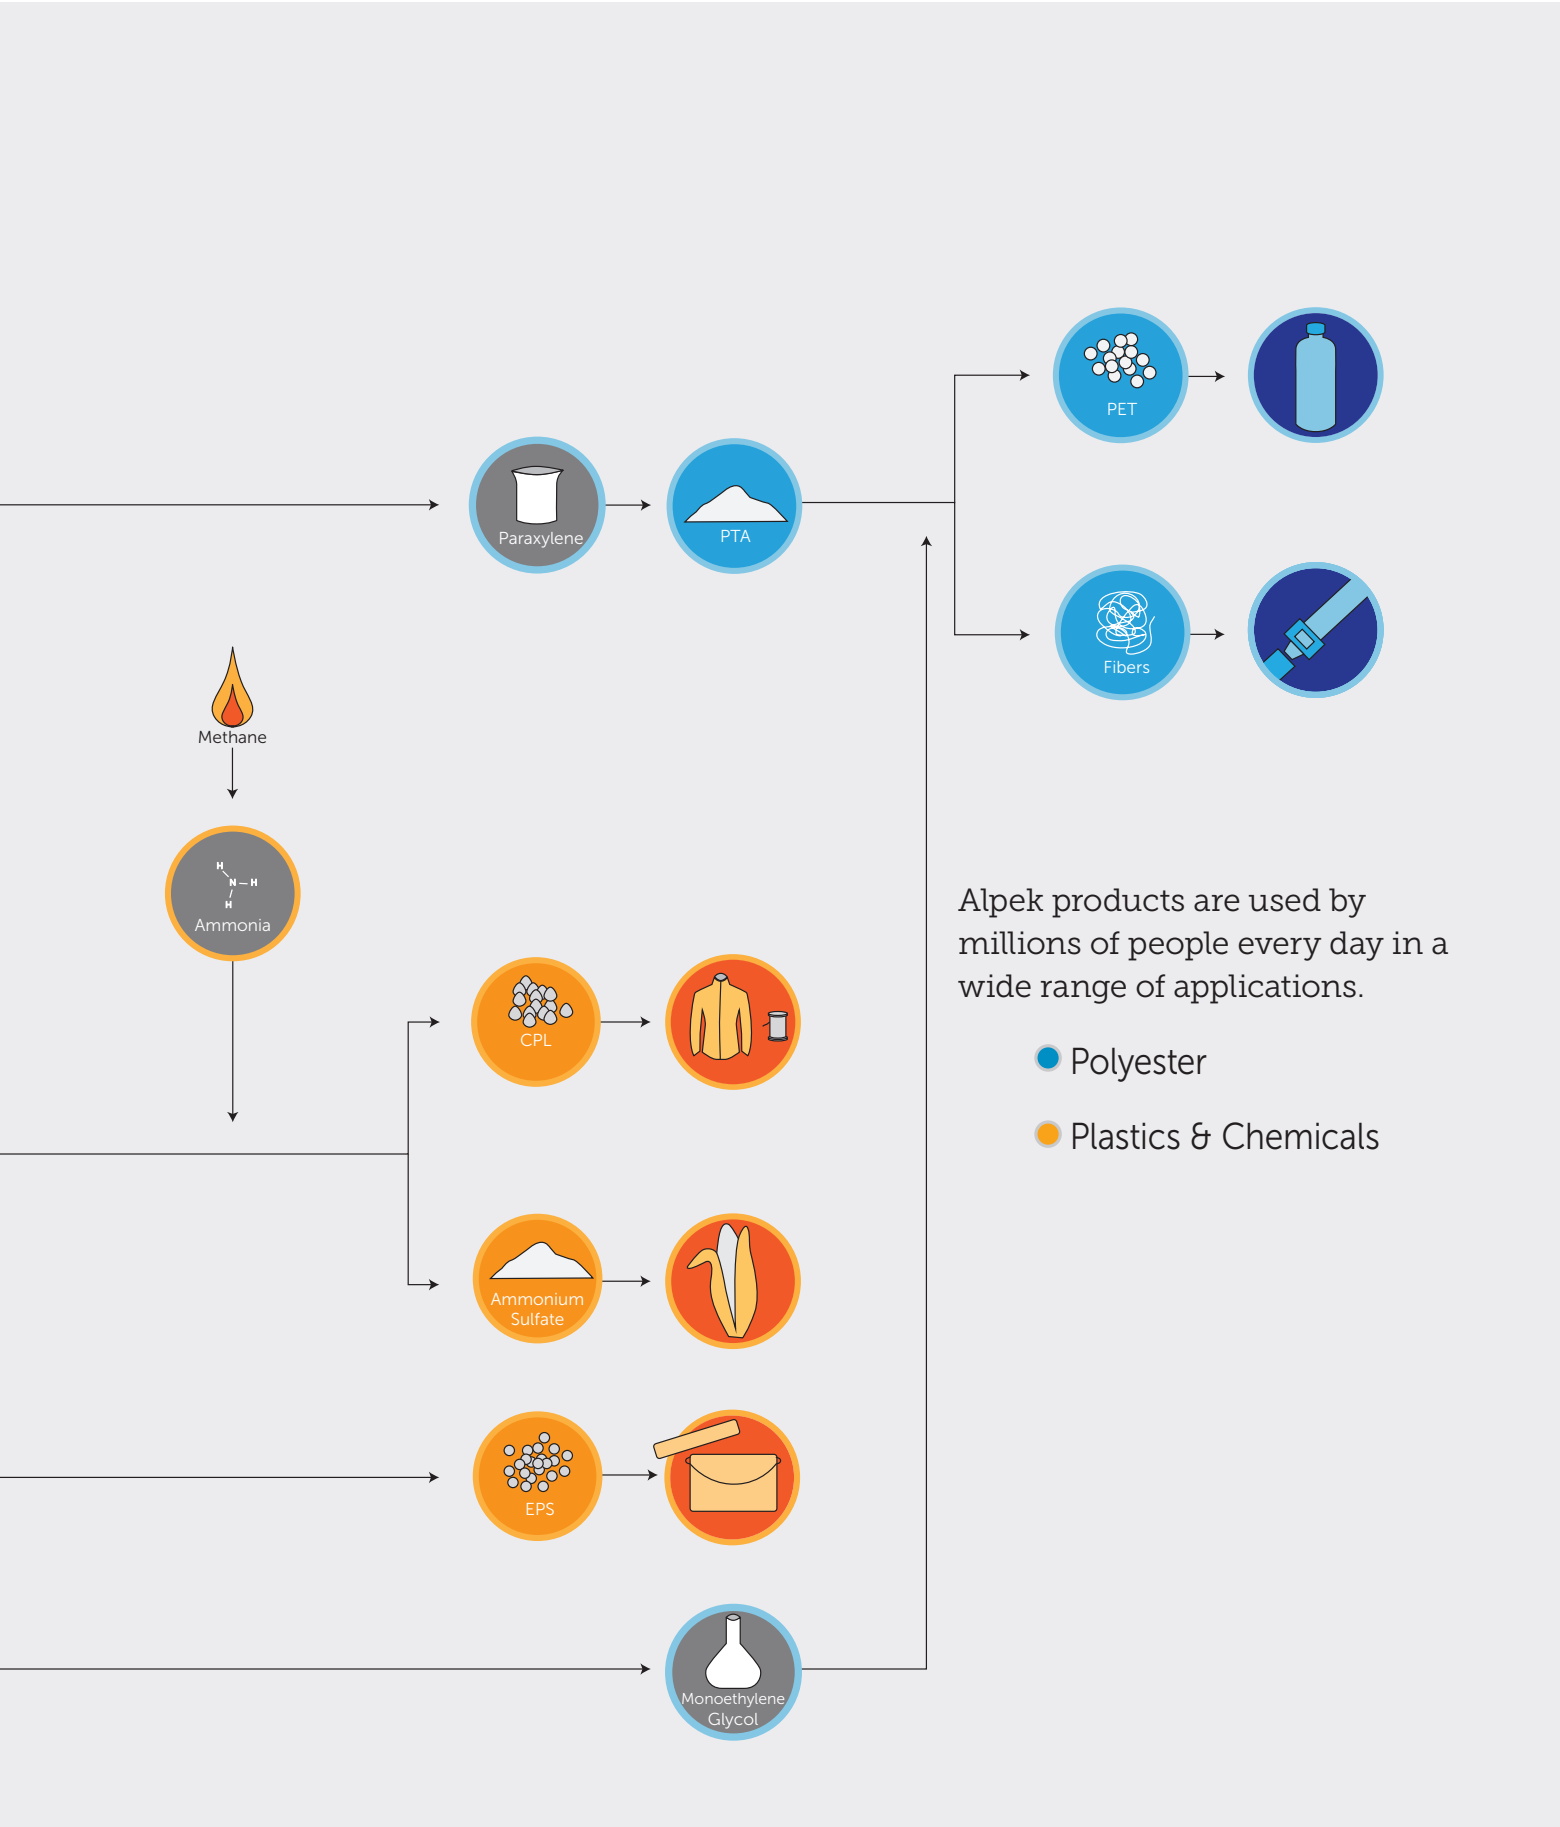 PET
Paraxylene
PTA
Fibers
Methane
H
N
H
H
Ammonia
Alpek products are used by
millions of people every day in a
wide range of applications.
CPL
Polyester
Plastics & Chemicals
Ammonium
Sulfate
EPS
Monoethylene
Glycol